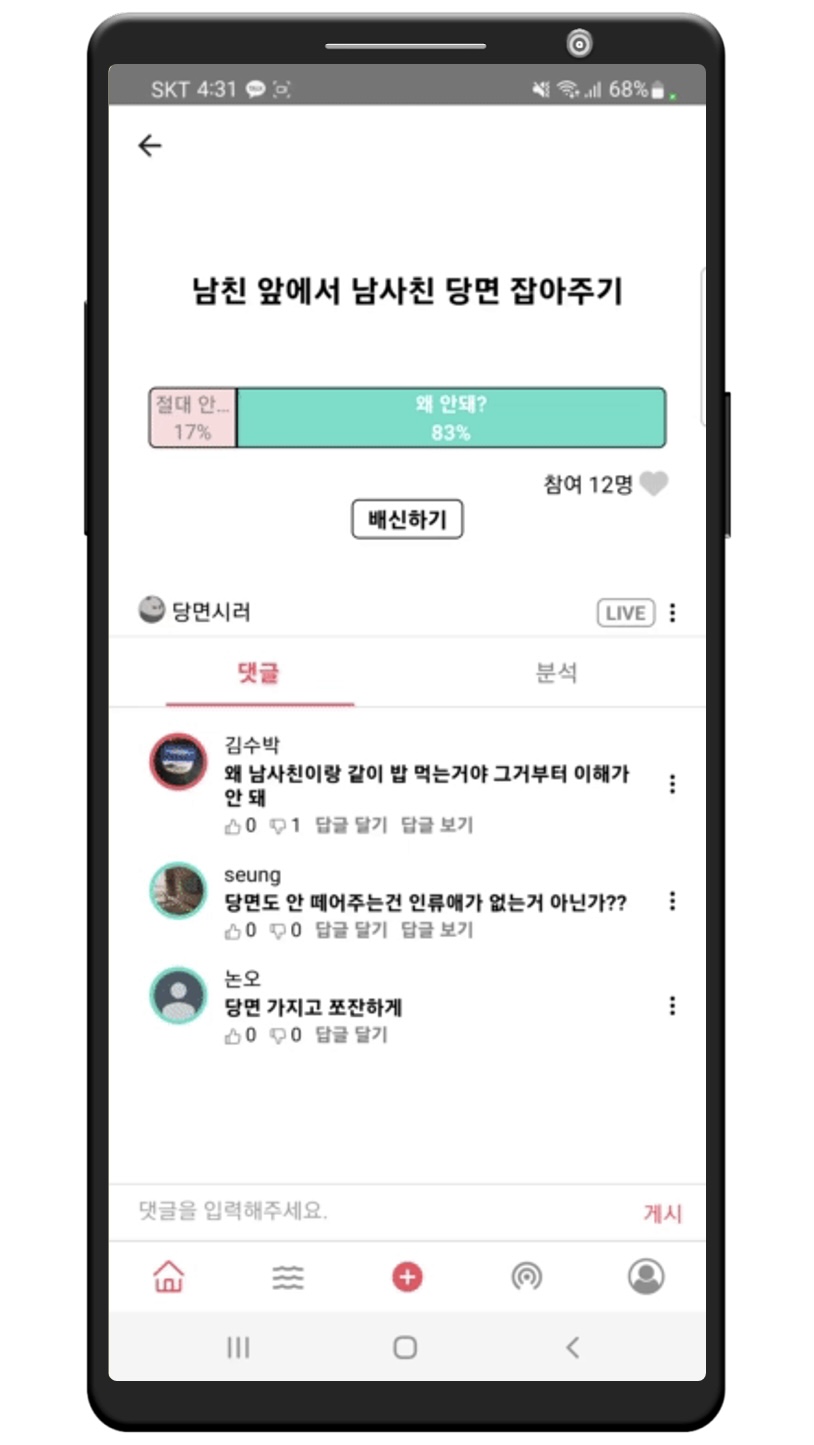 SKT 4:31
68%
남친 앞에서 남사친 당면 잡아주기
절대 안... 왜 안돼?
17% 83%
참여 12명
배신하기
당면시러 LIVE
댓글 분석
김수박
왜 남사친이랑 같이 밥 먹는거야 그거부터 이해가
안 돼
0 1 답글 달기 답글 보기
seung
당면도 안 떼어주는건 인류애가 없는거 아닌가??
0 0 답글 달기 답글 보기
논오
당면 가지고 쪼잔하게
0 0 답글 달기
댓글을 입력해주세요. 게시